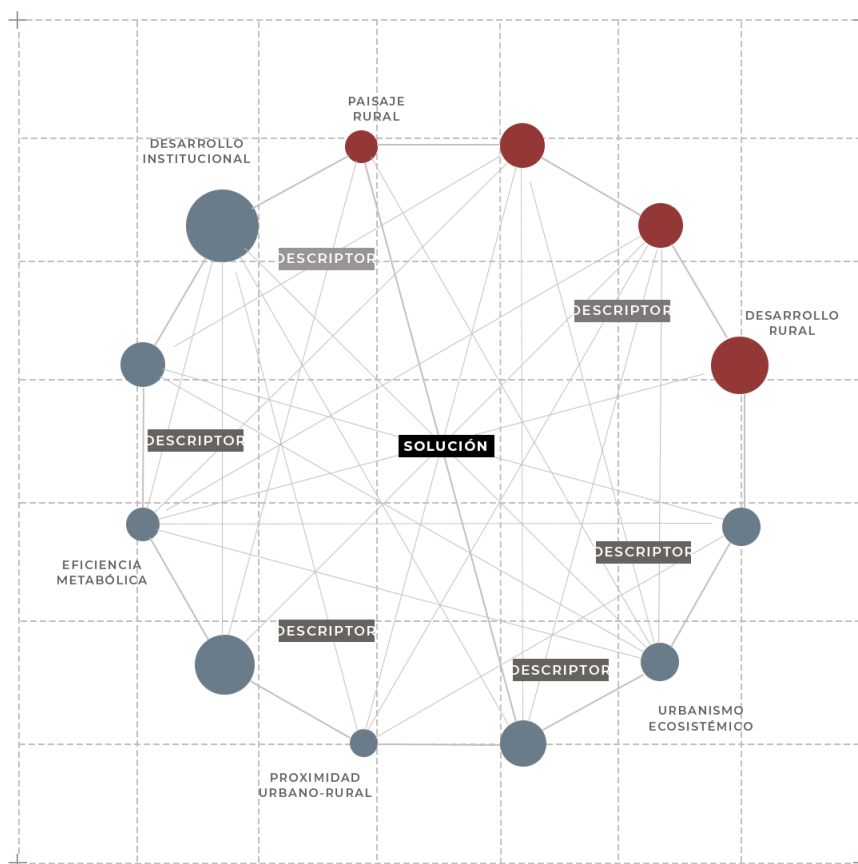 PAISAJE
RURAL
DESARROLLO
INSTITUCIONAL
DESCRIPTOR
DESCRIPTOR
DESARROLLO
RURAL
DESCRIPTOR
SOLUCIÓN
DESCRIPTOR
EFICIENCIA
METABÓLICA
DESCRIPTOR
DESCRIPTOR
URBANISMO
ECOSISTÉMICO
PROXIMIDAD
URBANO-RURAL